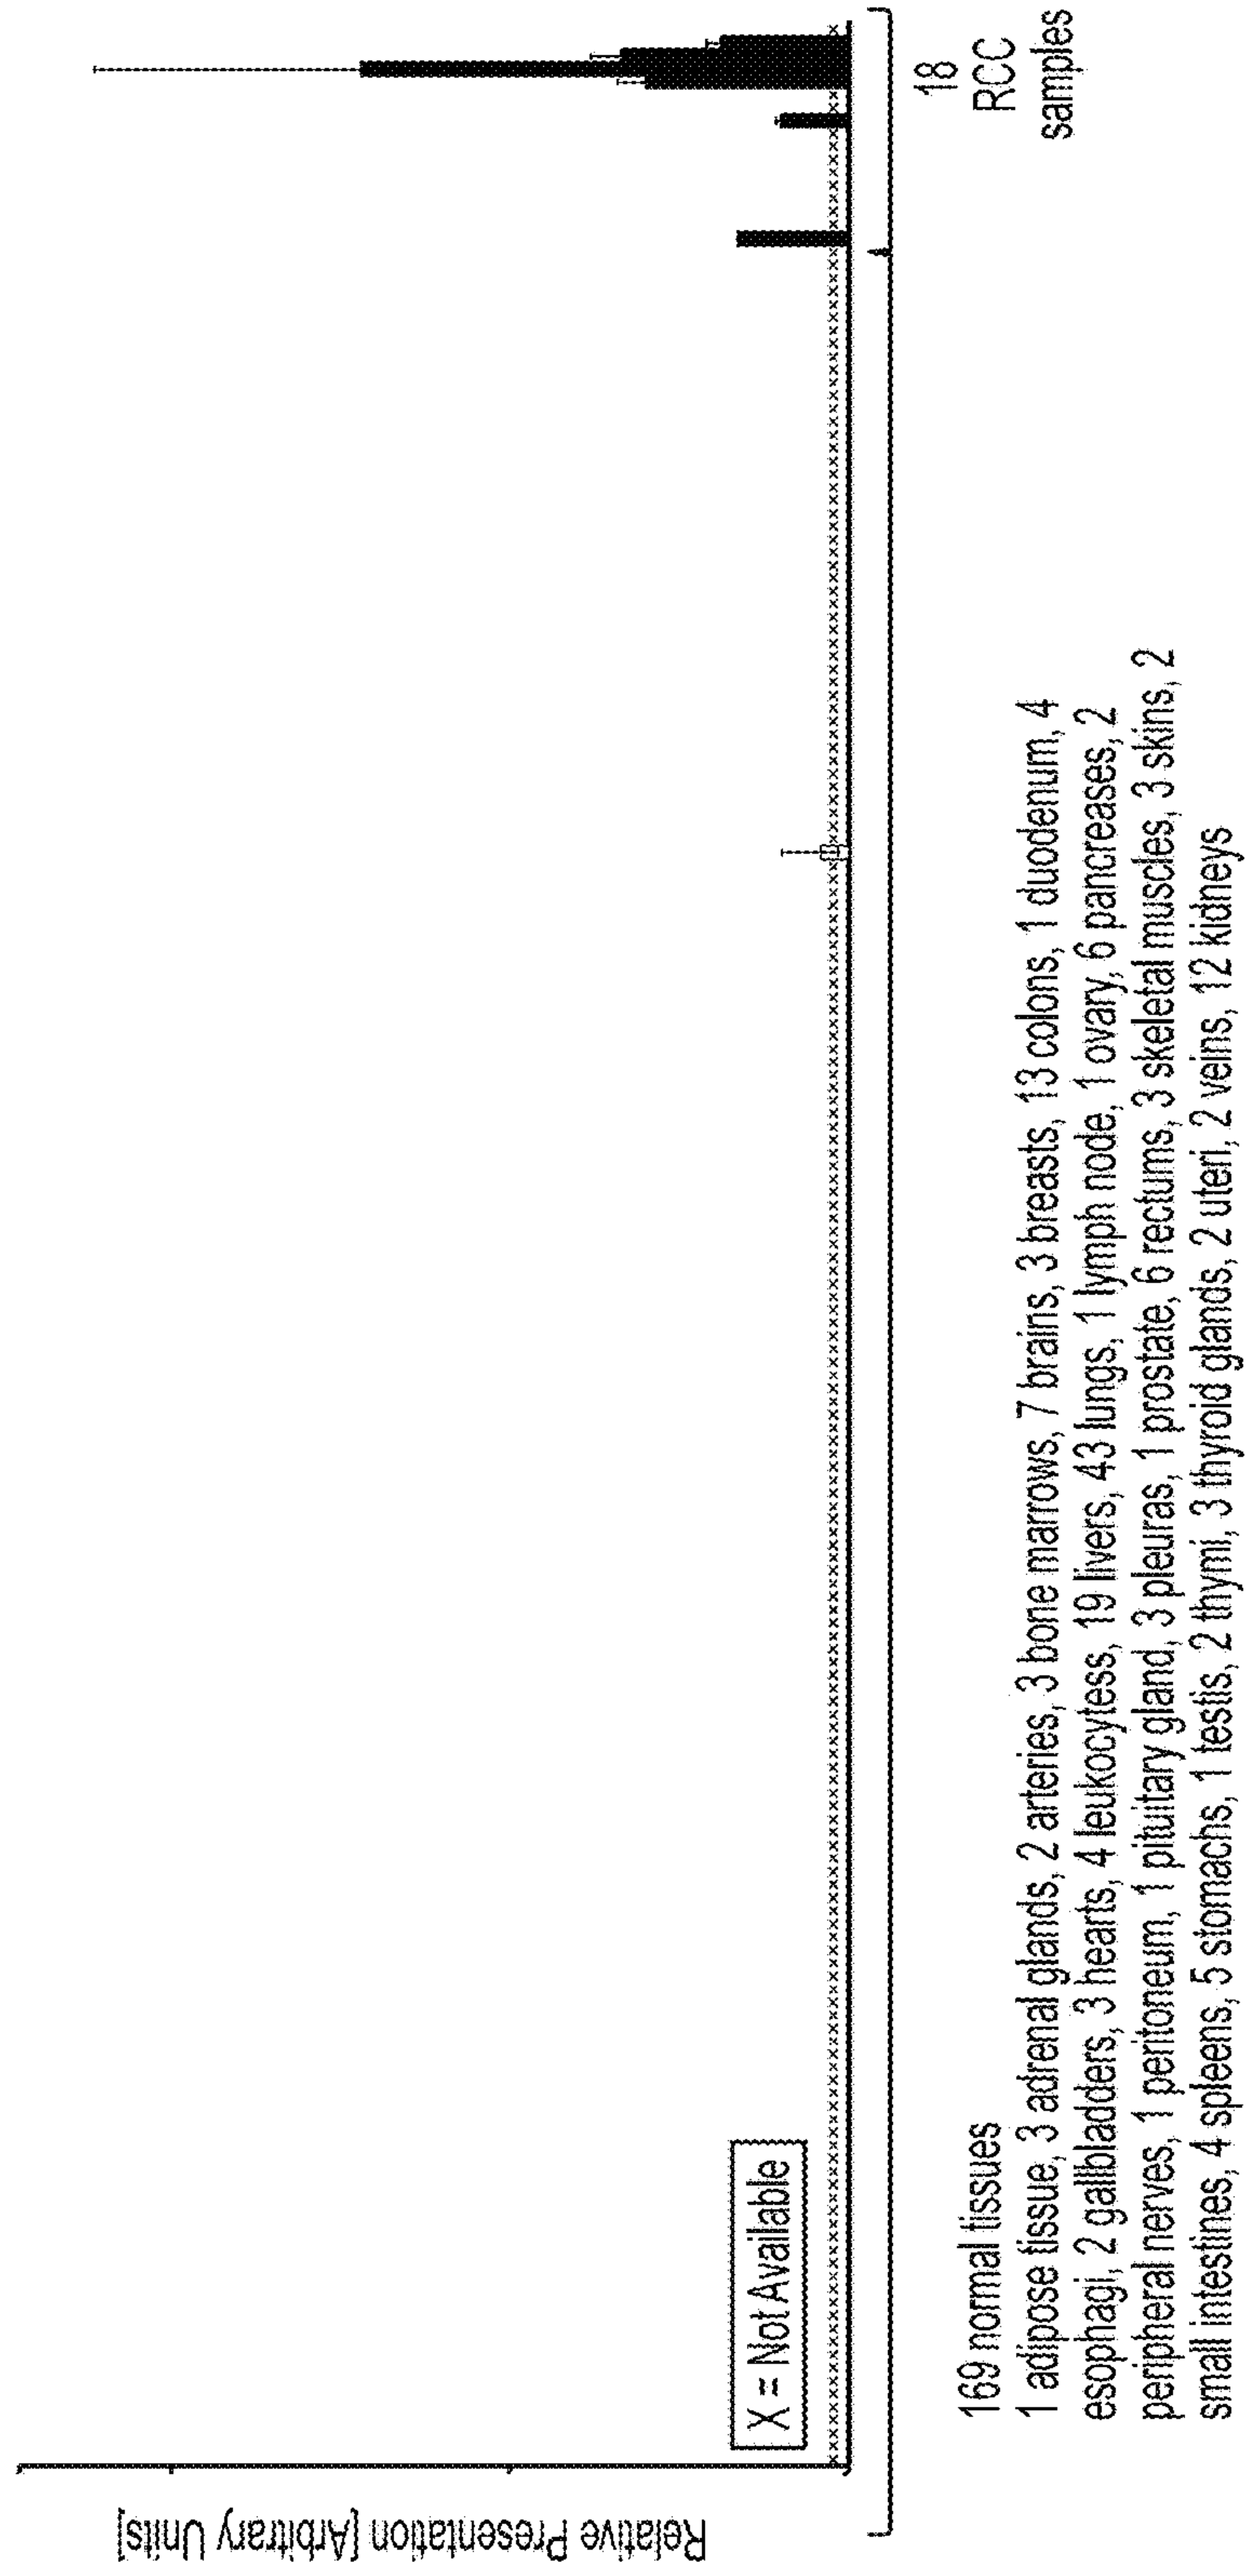 Relative Presentation [Arbitrary Units]
X = Not Available
169 normal tissues
1 adipose tissue, 3 adrenal glands, 2 arteries, 3 bone marrows, 7 brains, 3 breasts, 13 colons, 1 duodenum, 4
esophagi, 2 gallbladders, 3 hearts, 4 leukocytess, 19 livers, 43 lungs, 1 lymph node, 1 ovary, 6 pancreases, 2
peripheral nerves, 1 peritoneum, 1 pituitary gland, 3 pleuras, 1 prostate, 6 rectums, 3 skeletal muscles, 3 skins, 2
small intestines, 4 spleens, 5 stomachs, 1 testis, 2 thymi, 3 thyroid glands, 2 uteri, 2 veins, 12 kidneys
18
RCC
samples